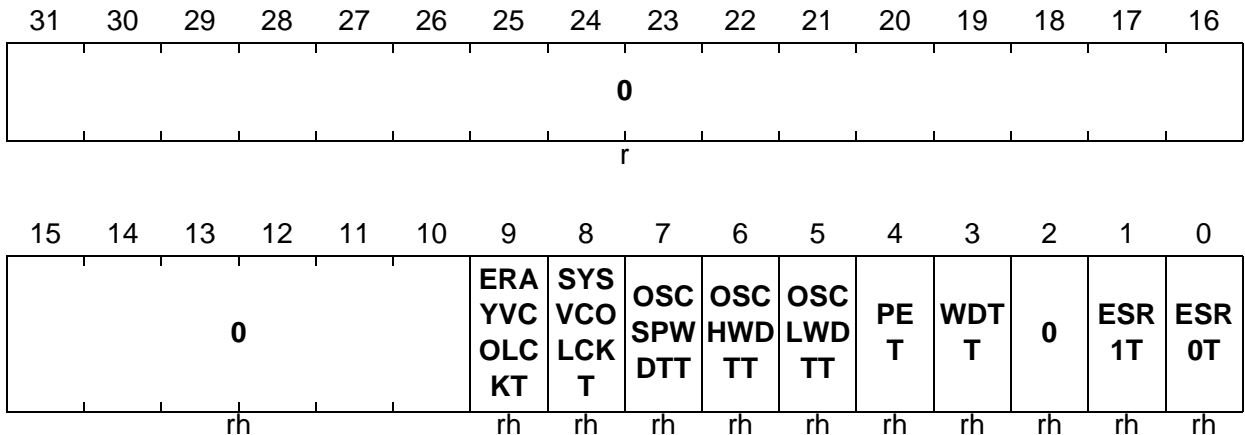 31 30 29 28 27 26 25 24 23 22 21 20 19 18 17 16
0
r
15 14 13 12 11 10 9 8 7 6 5 4 3 2 1 0
0
ERA
YVC
OLC
KT
SYS
VCO
LCK
T
OSC
SPW
DTT
OSC
HWD
TT
OSC
LWD
TT
PE
T
WDT
T
0
ESR
1T
ESR
0T
rh rh rh rh rh rh rh rh rh rh rh